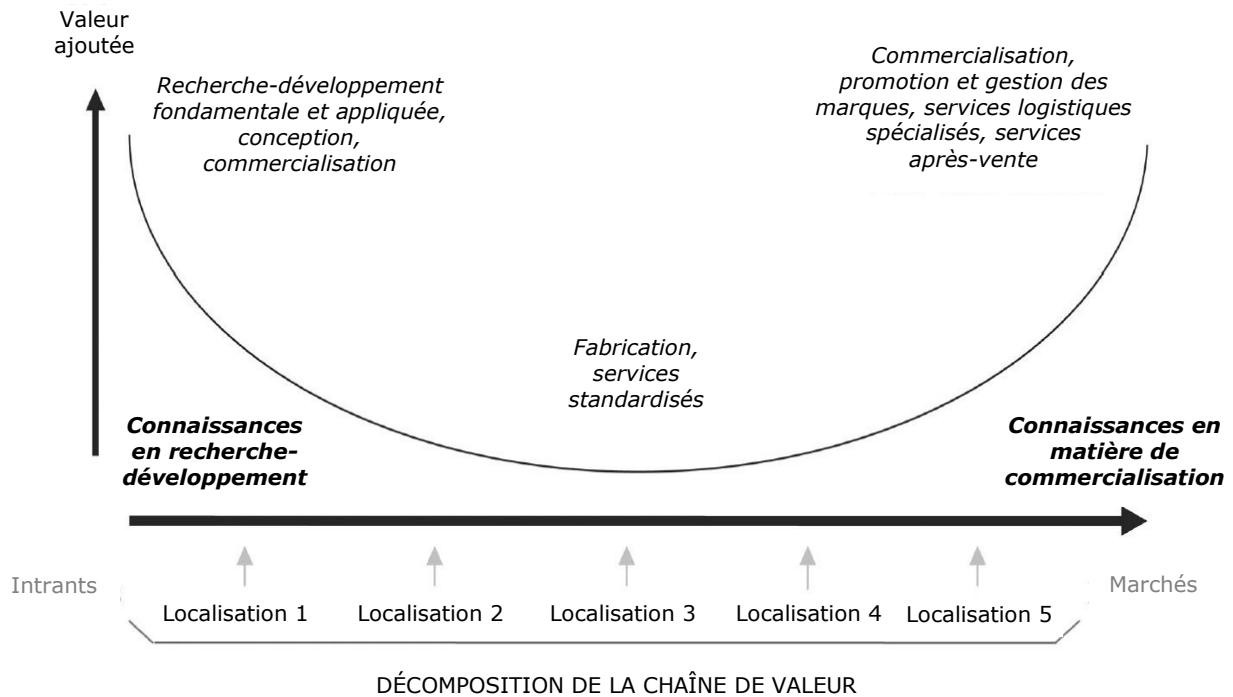 Valeur
ajoutée
Recherche-développement
fondamentale et appliquée,
conception,
commercialisation
Commercialisation,
promotion et gestion des
marques, services logistiques
spécialisés, services
après-vente
Fabrication,
services
standardisés
Connaissances
en recherche-
développement
Connaissances en
matière de
commercialisation
Intrants
Marchés
Localisation 1
Localisation 2
Localisation 3
Localisation 4
Localisation 5
DÉCOMPOSITION DE LA CHAÎNE DE VALEUR